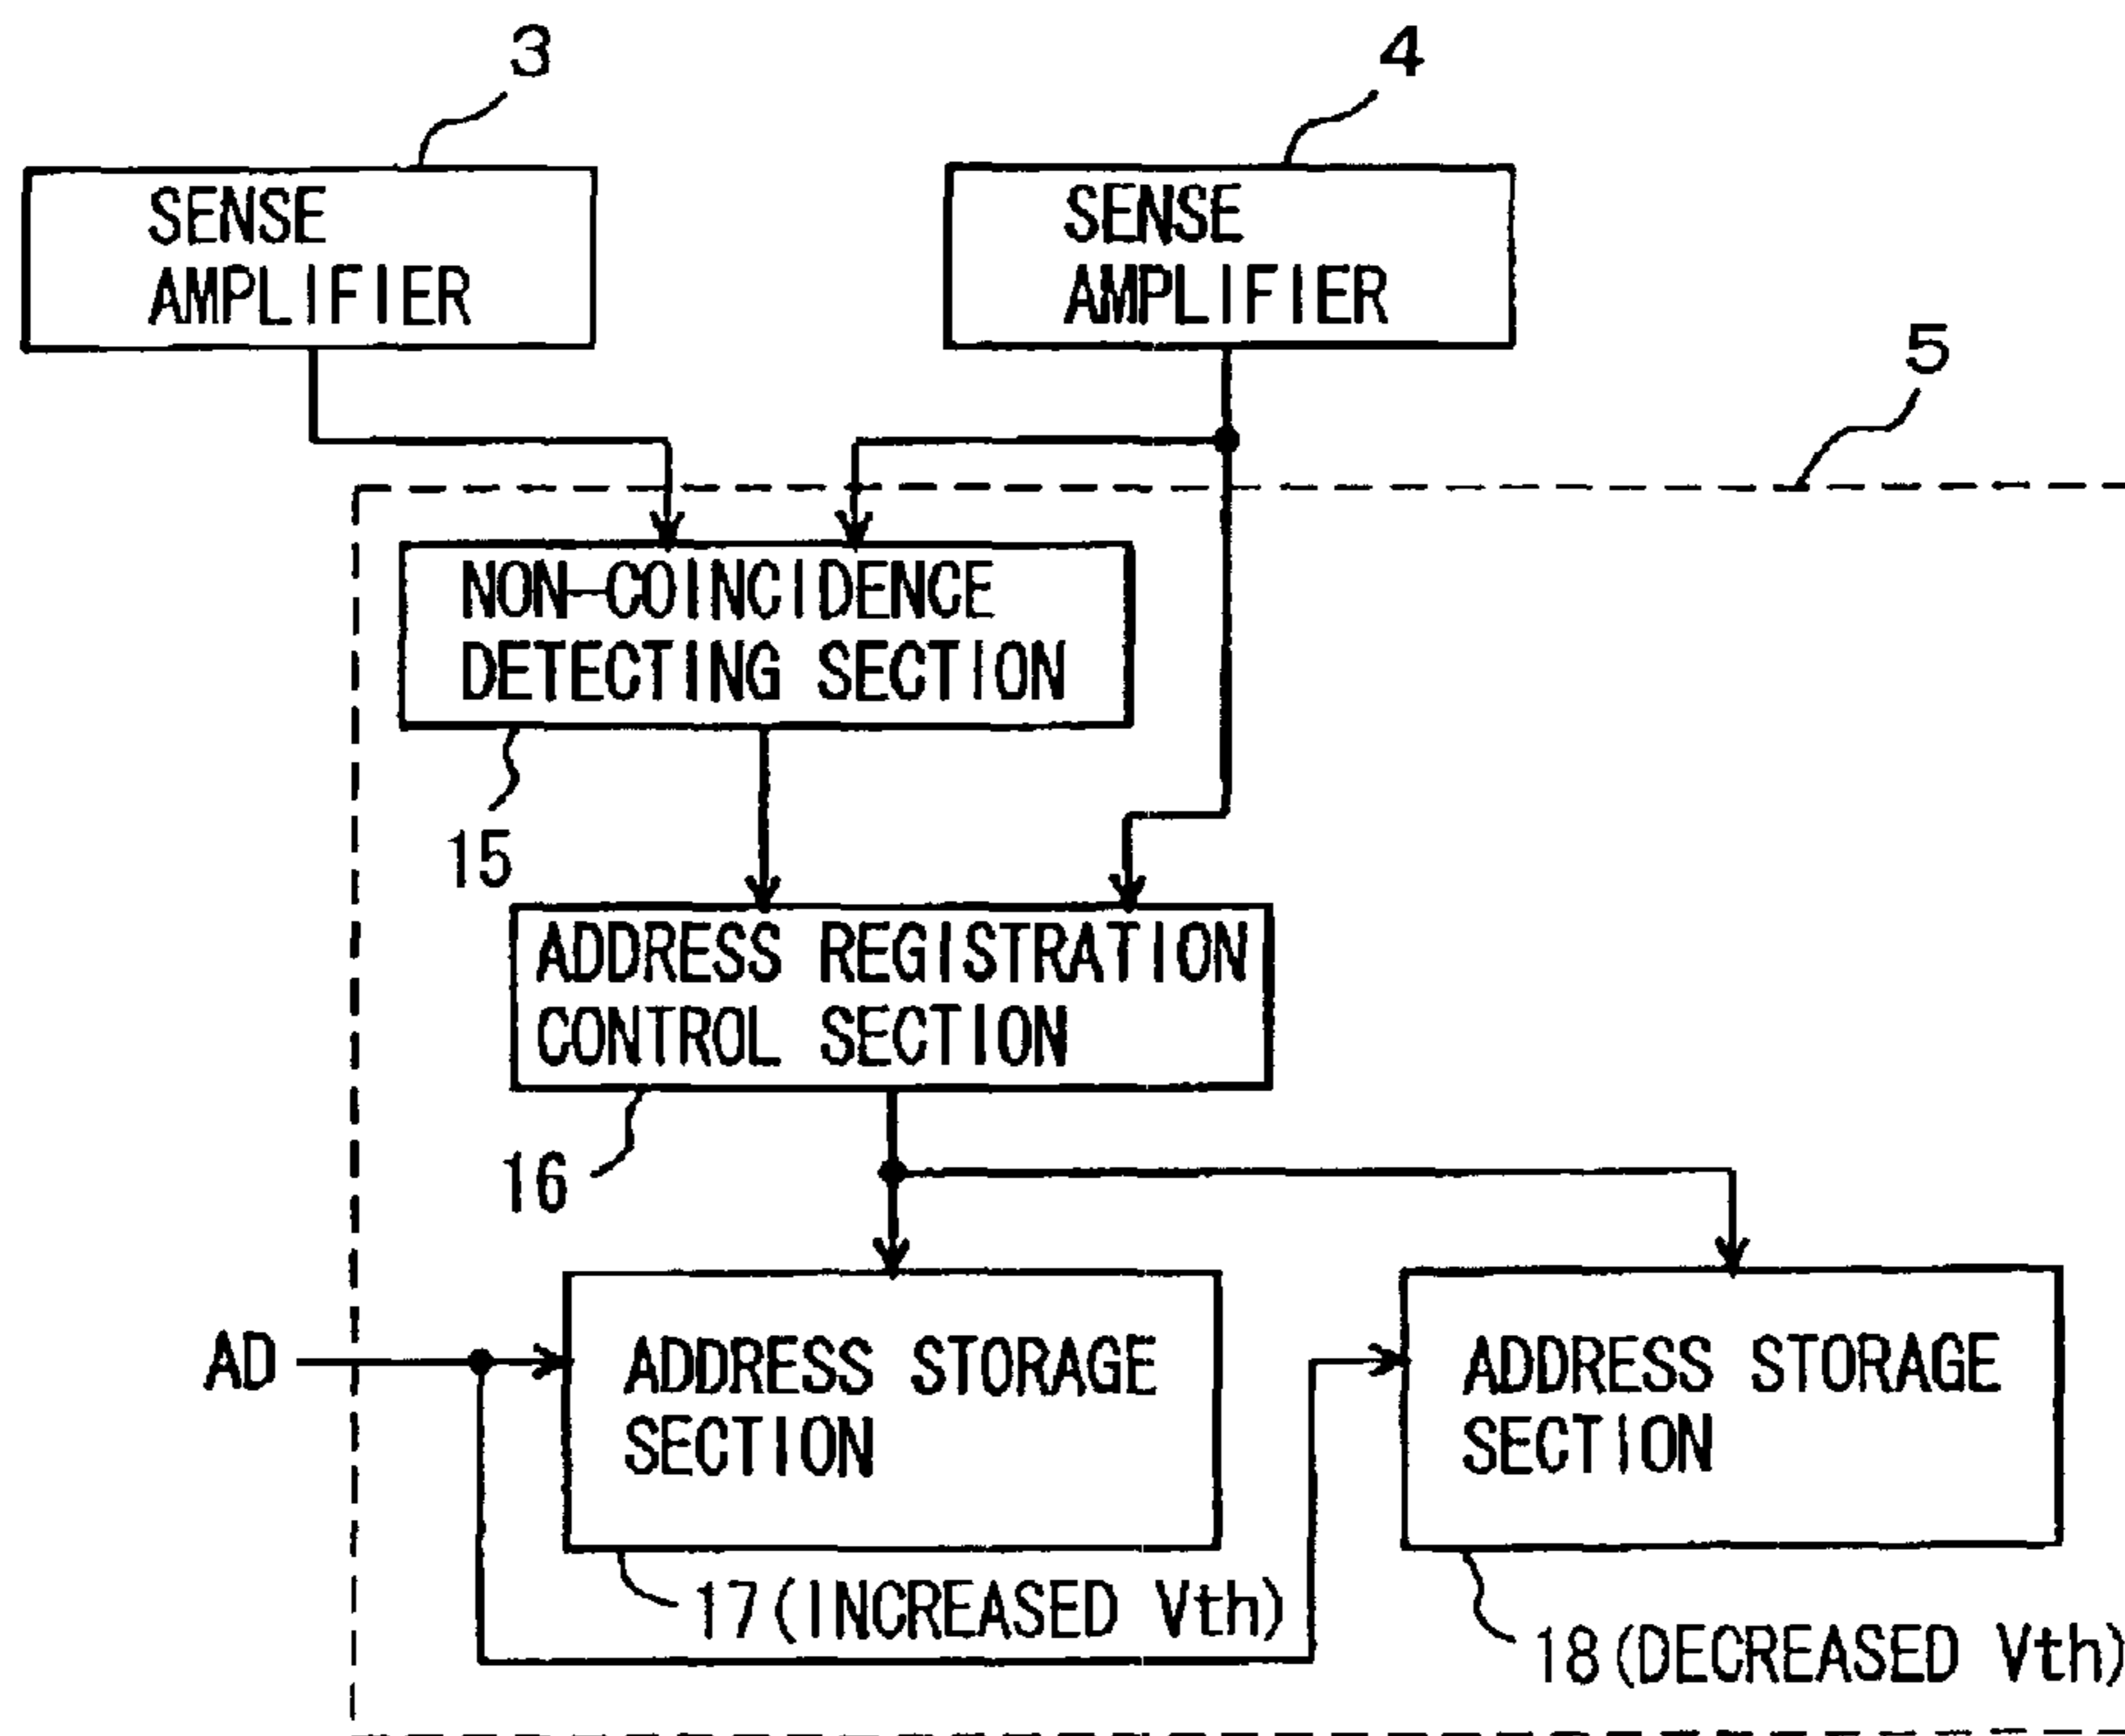 3
4
SENSE
AMPLIFIER
SENSE
AMPLIFIER
5
NON-COINCIDENCE
DETECTING SECTION
15
ADDRESS REGISTRATION
CONTROL SECTION
16
AD
ADDRESS STORAGE
SECTION
ADDRESS STORAGE
SECTION
17(INCREASED Vth)
18(DECREASED Vth)